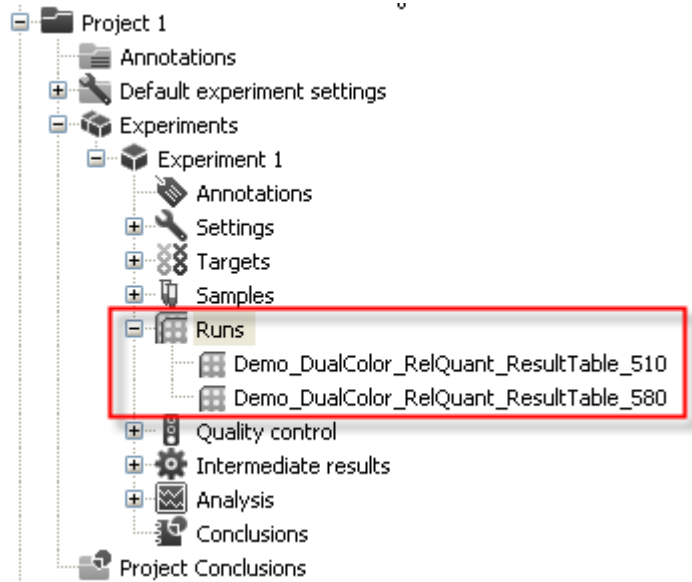 Project 1
Annotations
Default experiment settings
Experiments
Experiment 1
Annotations
Settings
Targets
Samples
Runs
Demo_DualColor_RelQuant_ResultTable_510
Demo_DualColor_RelQuant_ResultTable_580
Quality control
Intermediate results
Analysis
Conclusions
Project Conclusions